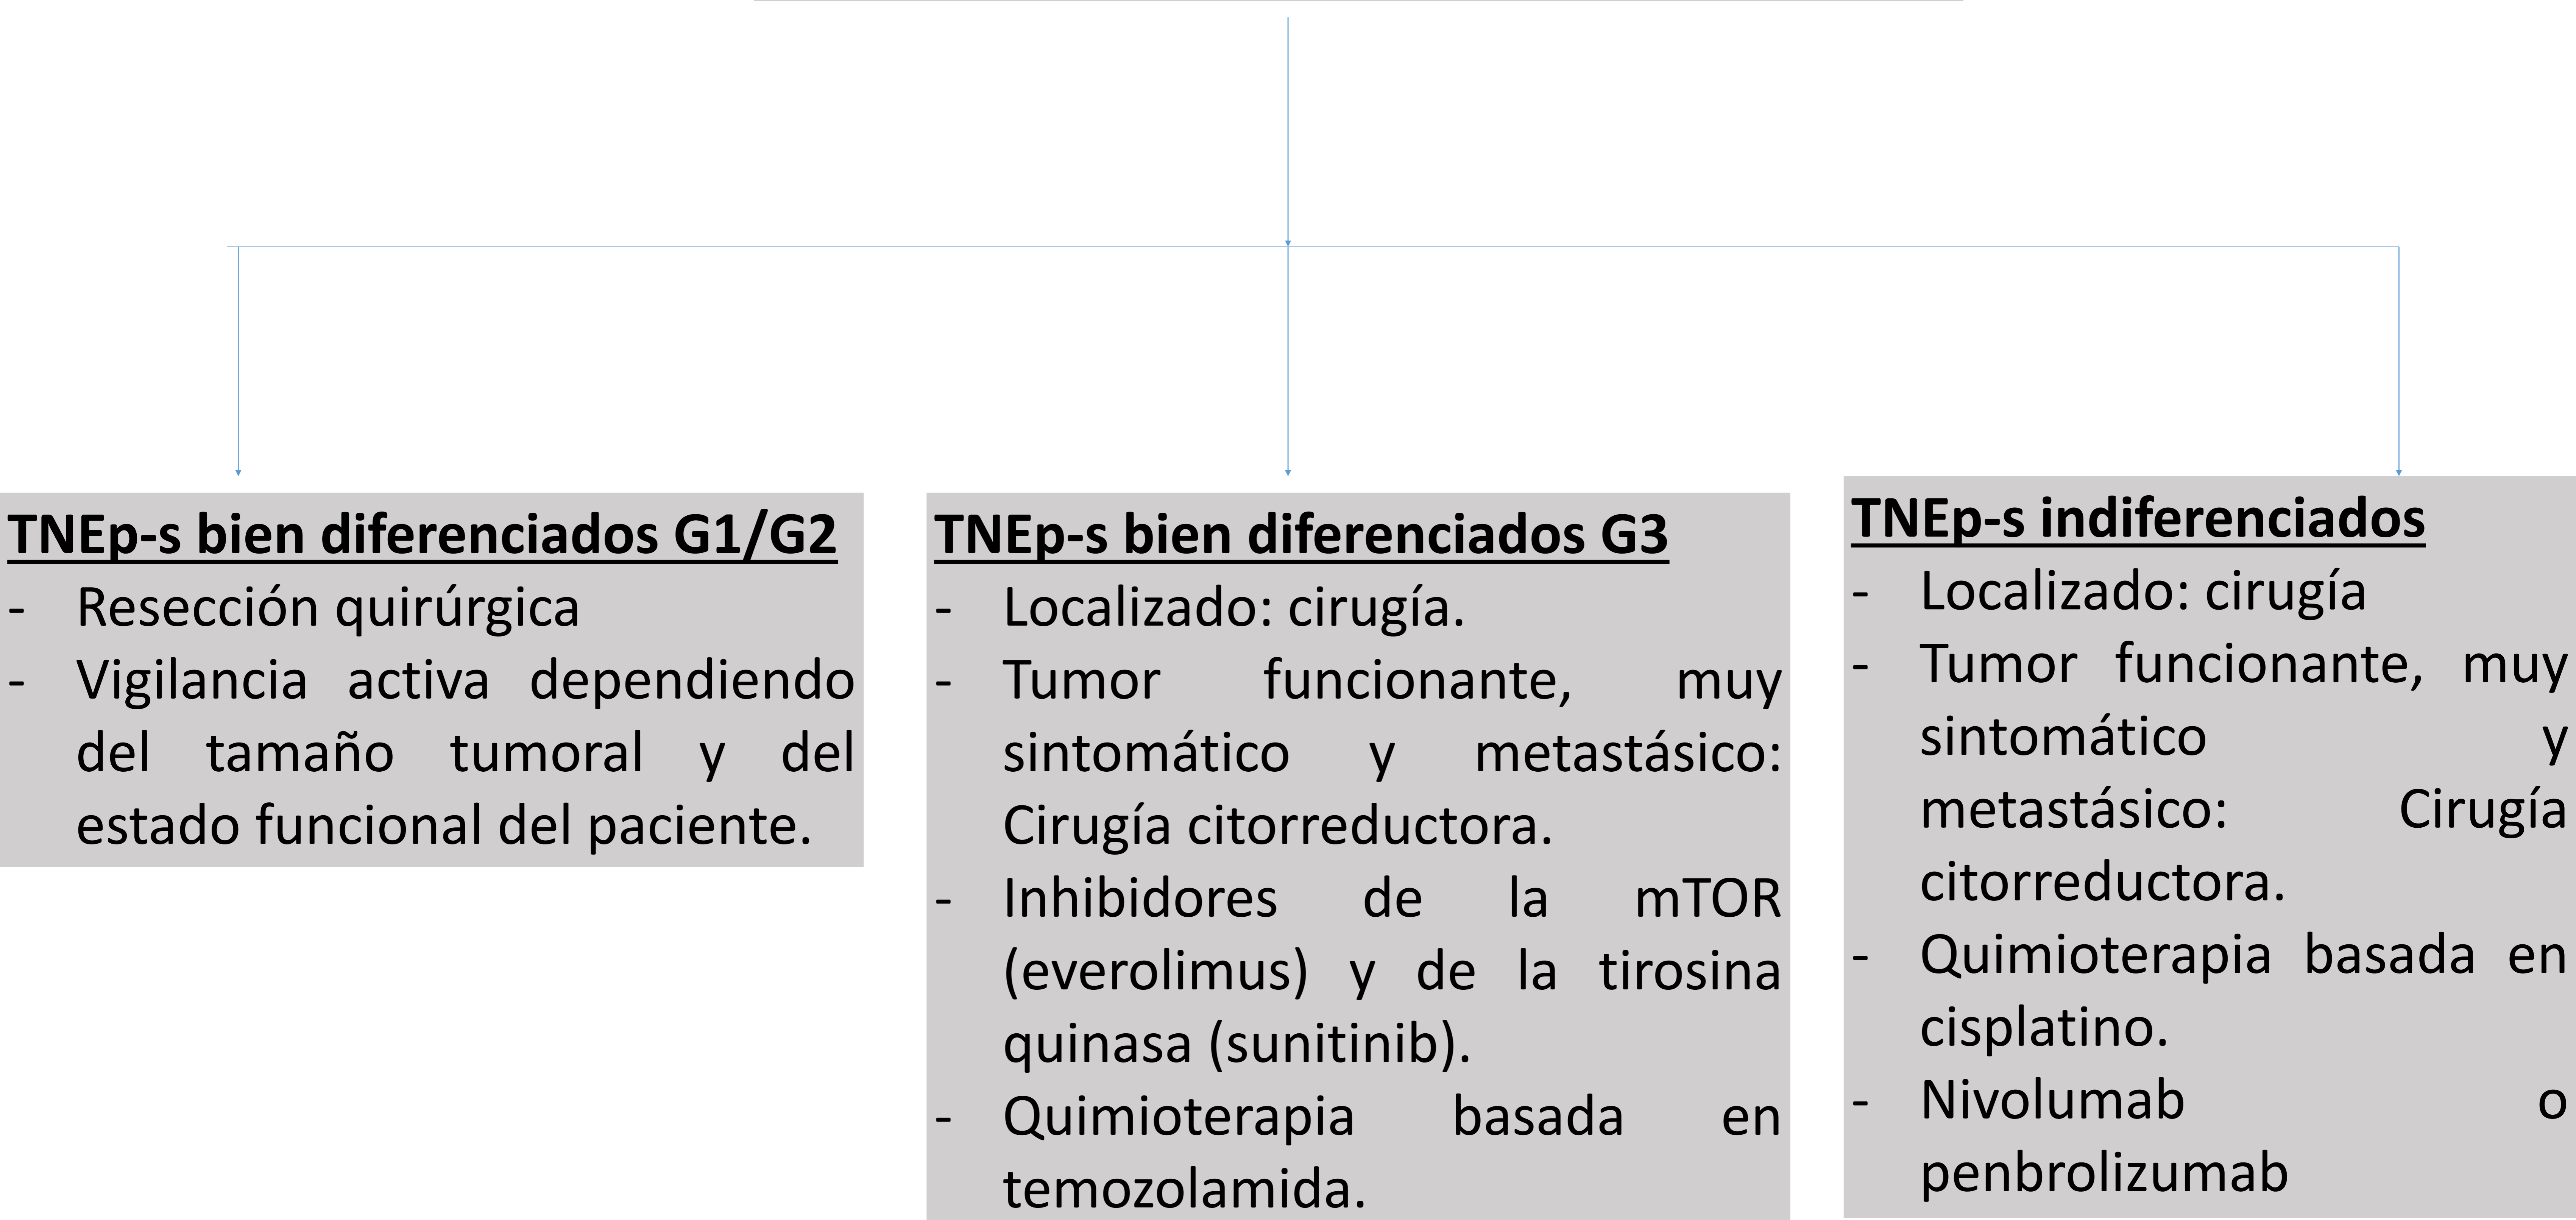 TNEp-s bien diferenciados G1/G2
- Resección quirúrgica
- Vigilancia activa dependiendo
del tamaño tumoral y del
estado funcional del paciente.
TNEp-s bien diferenciados G3
- Localizado: cirugía.
- Tumor funcionante, muy
sintomático y metastásico:
Cirugía citorreductora.
- Inhibidores de la mTOR
(everolimus) y de la tirosina
quinasa (sunitinib).
- Quimioterapia basada en
temozolamida.
TNEp-s indiferenciados
- Localizado: cirugía
- Tumor funcionante, muy
sintomático y
metastásico: Cirugía
citorreductora.
- Quimioterapia basada en
cisplatino.
- Nivolumab o
penbrolizumab